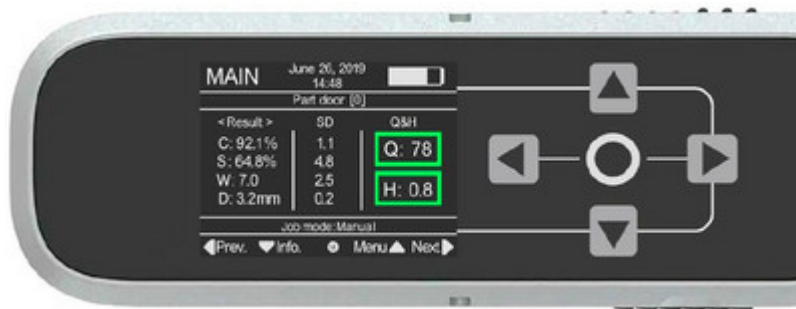 MAIN
June 26, 2019
14:48
Part door [0]
<Result> SD Q&H
C: 92.1% 1.1
S: 64.8% 4.8
W: 7.0 2.5
D: 3.2mm 0.2
Q: 78
H: 0.8
Job mode:Manual
Prev. Info. Menu Next